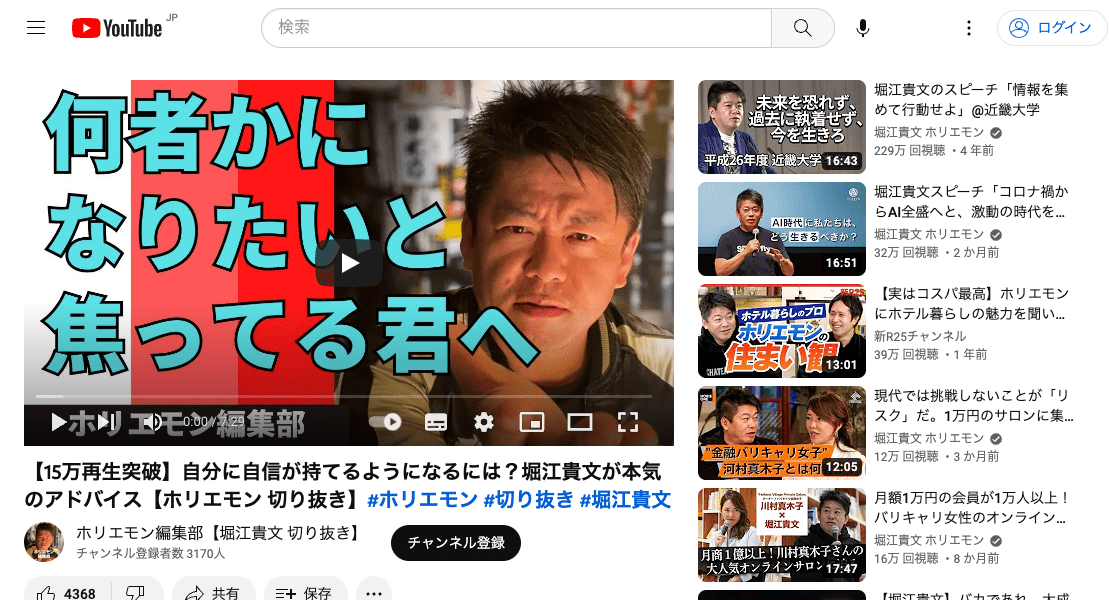 YouTube JP
検索
ログイン
何者かに
なりたいと
焦ってる君へ
ホリエモン編集部
0:00 / 7:29
【15万再生突破】自分に自信が持てるようになるには？堀江貴文が本気
のアドバイス【ホリエモン 切り抜き】#ホリエモン #切り抜き #堀江貴文
ホリエモン編集部【堀江貴文 切り抜き】
チャンネル登録者数 3170人
チャンネル登録
4368
共有
保存
未来を恐れず、
過去に執着せず、
今を生きろ
平成26年度 近畿大学
16:43
堀江貴文のスピーチ「情報を集
めて行動せよ」@近畿大学
堀江貴文 ホリエモン
229万 回視聴 ・4 年前
AI時代に私たちは、
どう生きるべきか？
16:51
堀江貴文スピーチ「コロナ禍か
らAI全盛へと、激動の時代を...
堀江貴文 ホリエモン
32万 回視聴 ・2 か月前
新R25
ホテル暮らしのプロ
ホリエモンの
住まい観
13:01
【実はコスパ最高】ホリエモン
にホテル暮らしの魅力を聞い...
新R25チャンネル
39万 回視聴 ・1 年前
"金融バリキャリ女子"
河村真木子とは何
12:05
現代では挑戦しないことが「リ
スク」だ。1万円のサロンに集...
堀江貴文 ホリエモン
12万 回視聴 ・3 か月前
川村真木子
×
堀江貴文
月商１億以上！川村真木子さんの
大人気オンラインサロン
17:47
月額1万円の会員が1万人以上！
バリキャリ女性のオンライン...
堀江貴文 ホリエモン
16万 回視聴 ・8 か月前